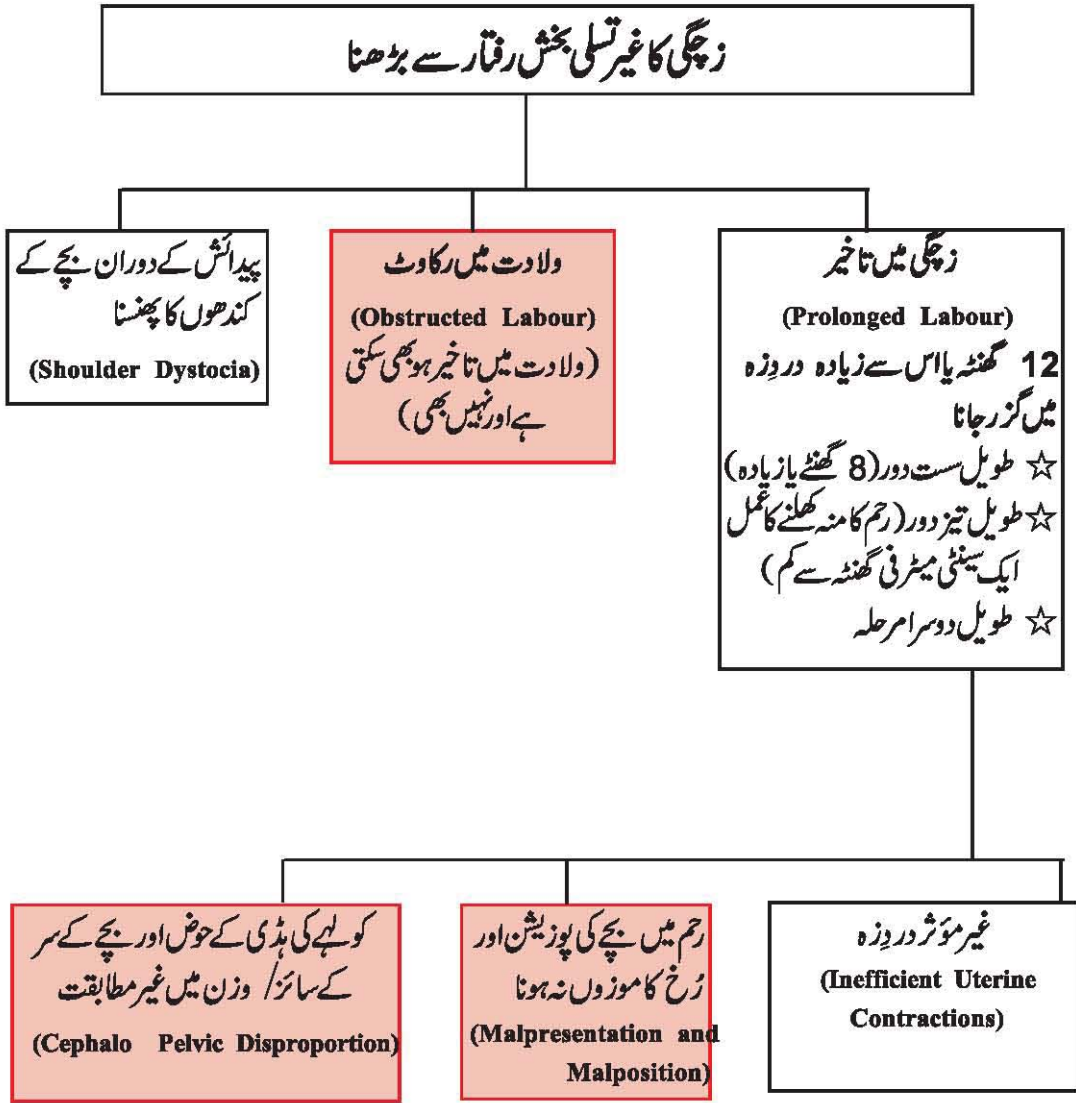 زچگی کا غیر تسلی بخش رفتار سے بڑھنا
زچگی میں تاخیر
(Prolonged Labour)
12 گھنٹہ یا اس سے زیادہ دردِزہ
میں گزر جانا
☆ طویل سست دور (8 گھنٹے یا زیادہ)
☆ طویل تیز دور (رحم کا منہ کھلنے کا عمل
ایک سینٹی میٹر فی گھنٹہ سے کم)
☆ طویل دوسرا مرحلہ
ولادت میں رکاوٹ
(Obstructed Labour)
(ولادت میں تاخیر ہو بھی سکتی
ہے اور نہیں بھی)
پیدائش کے دوران بچے کے
کندھوں کا پھنسنا
(Shoulder Dystocia)
غیر مؤثر دردِزہ
(Inefficient Uterine
Contractions)
رحم میں بچے کی پوزیشن اور
رُخ کا موزوں نہ ہونا
(Malpresentation and
Malposition)
کولہے کی ہڈی کے حوض اور بچے کے سر
کے سائز/ وزن میں غیر مطابقت
(Cephalo Pelvic Disproportion)